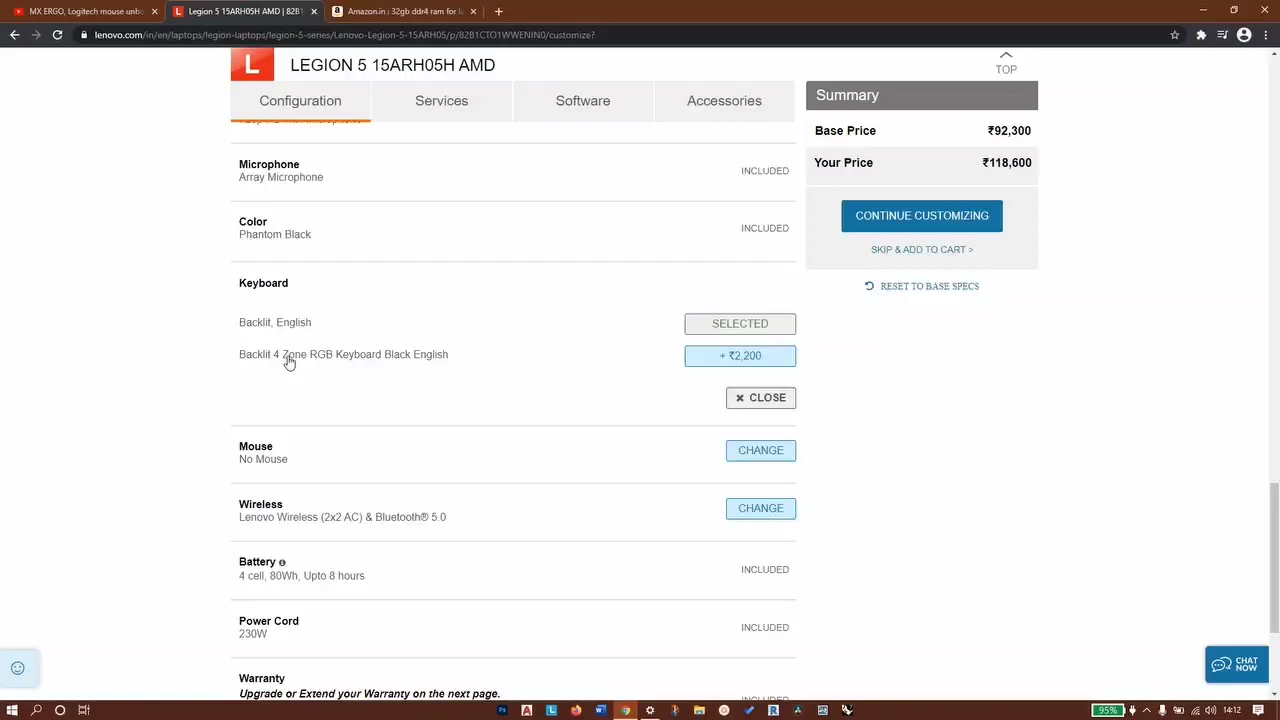 MX ERGO, Logitech mouse unb
Legion 5 15ARH05H AMD | 82B1
Amazon.in : 32gb ddr4 ram for la
lenovo.com/in/en/laptops/legion-laptops/legion-5-series/Lenovo-Legion-5-15ARH05/p/82B1CTO1WWENIN0/customize?
L LEGION 5 15ARH05H AMD
TOP
Configuration Services Software Accessories
Summary
Base Price ₹92,300
Your Price ₹118,600
CONTINUE CUSTOMIZING
SKIP & ADD TO CART >
RESET TO BASE SPECS
Microphone
Array Microphone INCLUDED
Color
Phantom Black INCLUDED
Keyboard
Backlit, English SELECTED
Backlit 4 Zone RGB Keyboard Black English + ₹2,200
CLOSE
Mouse
No Mouse CHANGE
Wireless
Lenovo Wireless (2x2 AC) & Bluetooth® 5.0 CHANGE
Battery
4 cell, 80Wh, Upto 8 hours INCLUDED
Power Cord
230W INCLUDED
Warranty
Upgrade or Extend your Warranty on the next page. INCLUDED
CHAT
NOW
95% 14:12